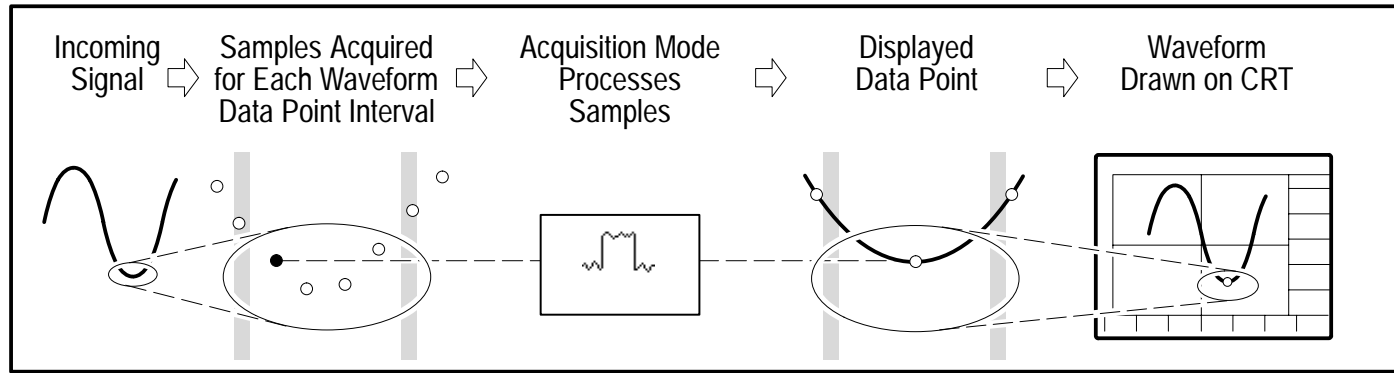 Incoming
Signal
Samples Acquired
for Each Waveform
Data Point Interval
Acquisition Mode
Processes
Samples
Displayed
Data Point
Waveform
Drawn on CRT